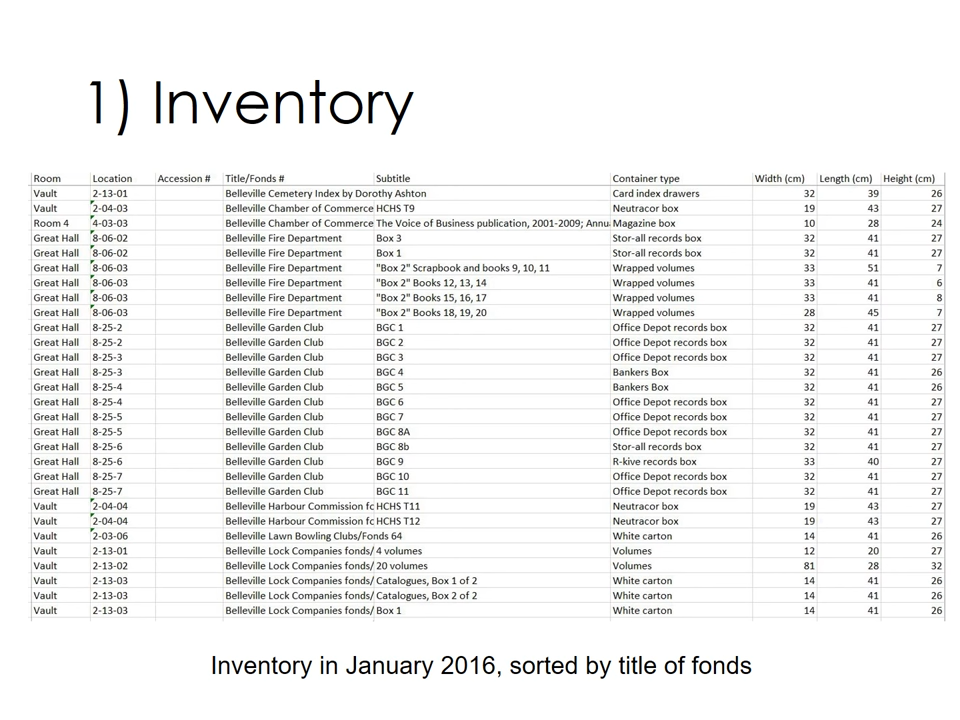 1) Inventory
Room Location Accession # Title/Fonds # Subtitle Container type Width (cm) Length (cm) Height (cm)
Vault 2-13-01 Belleville Cemetery Index by Dorothy Ashton Card index drawers 32 39 26
Vault 2-04-03 Belleville Chamber of Commerce HCHS T9 Neutracor box 19 43 27
Room 4 4-03-03 Belleville Chamber of Commerce The Voice of Business publication, 2001-2009; Annu Magazine box 10 28 24
Great Hall 8-06-02 Belleville Fire Department Box 3 Stor-all records box 32 41 27
Great Hall 8-06-02 Belleville Fire Department Box 1 Stor-all records box 32 41 27
Great Hall 8-06-03 Belleville Fire Department "Box 2" Scrapbook and books 9, 10, 11 Wrapped volumes 33 51 7
Great Hall 8-06-03 Belleville Fire Department "Box 2" Books 12, 13, 14 Wrapped volumes 33 41 6
Great Hall 8-06-03 Belleville Fire Department "Box 2" Books 15, 16, 17 Wrapped volumes 33 41 8
Great Hall 8-06-03 Belleville Fire Department "Box 2" Books 18, 19, 20 Wrapped volumes 28 45 7
Great Hall 8-25-2 Belleville Garden Club BGC 1 Office Depot records box 32 41 27
Great Hall 8-25-2 Belleville Garden Club BGC 2 Office Depot records box 32 41 27
Great Hall 8-25-3 Belleville Garden Club BGC 3 Office Depot records box 32 41 27
Great Hall 8-25-3 Belleville Garden Club BGC 4 Bankers Box 32 41 26
Great Hall 8-25-4 Belleville Garden Club BGC 5 Bankers Box 32 41 26
Great Hall 8-25-4 Belleville Garden Club BGC 6 Office Depot records box 32 41 27
Great Hall 8-25-5 Belleville Garden Club BGC 7 Office Depot records box 32 41 27
Great Hall 8-25-5 Belleville Garden Club BGC 8A Office Depot records box 32 41 27
Great Hall 8-25-6 Belleville Garden Club BGC 8b Stor-all records box 32 41 27
Great Hall 8-25-6 Belleville Garden Club BGC 9 R-kive records box 33 40 27
Great Hall 8-25-7 Belleville Garden Club BGC 10 Office Depot records box 32 41 27
Great Hall 8-25-7 Belleville Garden Club BGC 11 Office Depot records box 32 41 27
Vault 2-04-04 Belleville Harbour Commission fc HCHS T11 Neutracor box 19 43 27
Vault 2-04-04 Belleville Harbour Commission fc HCHS T12 Neutracor box 19 43 27
Vault 2-03-06 Belleville Lawn Bowling Clubs/Fonds 64 White carton 14 41 26
Vault 2-13-01 Belleville Lock Companies fonds/ 4 volumes Volumes 12 20 27
Vault 2-13-02 Belleville Lock Companies fonds/ 20 volumes Volumes 81 28 32
Vault 2-13-03 Belleville Lock Companies fonds/ Catalogues, Box 1 of 2 White carton 14 41 26
Vault 2-13-03 Belleville Lock Companies fonds/ Catalogues, Box 2 of 2 White carton 14 41 26
Vault 2-13-03 Belleville Lock Companies fonds/ Box 1 White carton 14 41 26
Inventory in January 2016, sorted by title of fonds